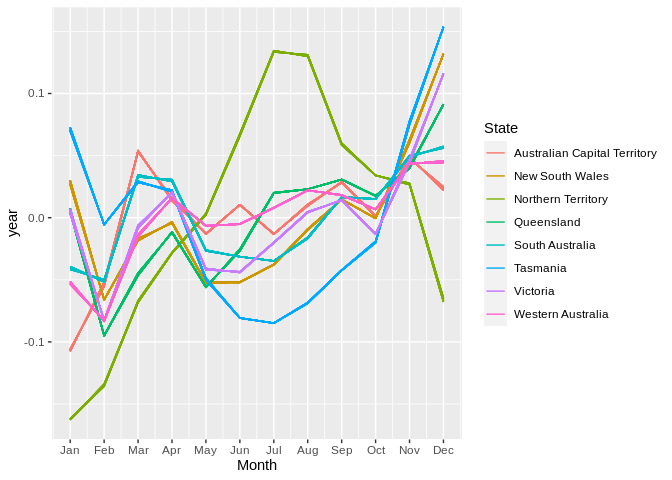 0.1
0.0
-0.1
year
Jan Feb Mar Apr May Jun Jul Aug Sep Oct Nov Dec
Month
State
Australian Capital Territory
New South Wales
Northern Territory
Queensland
South Australia
Tasmania
Victoria
Western Australia